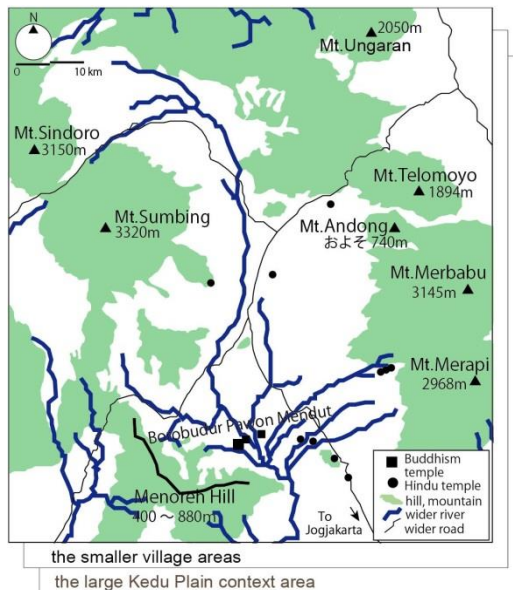 N
0 10 km
2050m
Mt.Ungaran
Mt.Sindoro
3150m
Mt.Telomoyo
1894m
Mt.Sumbing
3320m
Mt.Andong
およそ 740m
Mt.Merbabu
3145m
Mt.Merapi
2968m
Borobudur Pawon Mendut
Menoreh Hill
400 ～ 880m
To
Jogjakarta
Buddhism
temple
Hindu temple
hill, mountain
wider river
wider road
the smaller village areas
the large Kedu Plain context area